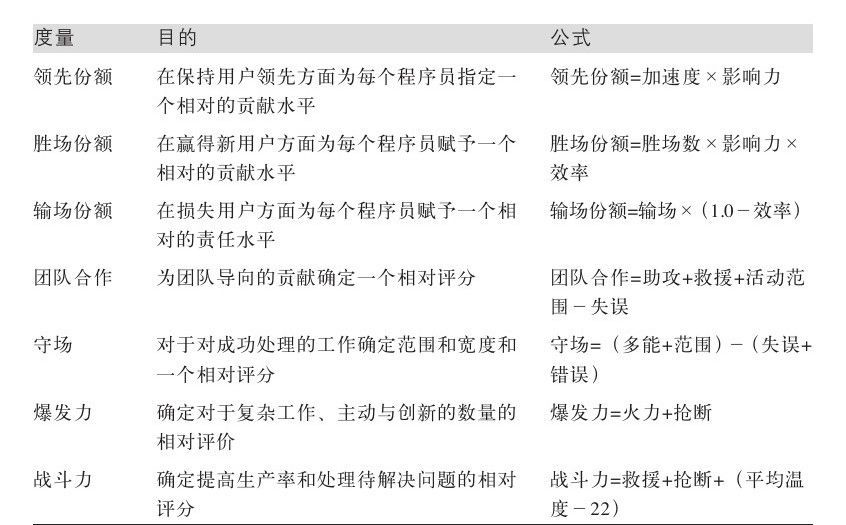 度量 目的 公式
领先份额 在保持用户领先方面为每个程序员指定一 领先份额=加速度×影响力
个相对的贡献水平
胜场份额 在赢得新用户方面为每个程序员赋予一个 胜场份额=胜场数×影响力×
相对的贡献水平 效率
输场份额 在损失用户方面为每个程序员赋予一个相 输场份额=输场×（1.0－效率）
对的责任水平
团队合作 为团队导向的贡献确定一个相对评分 团队合作=助攻+救援+活动范
围－失误
守场 对于对成功处理的工作确定范围和宽度和 守场=（多能+范围）－（失误+
一个相对评分 错误）
爆发力 确定对于复杂工作、主动与创新的数量的 爆发力=火力+抢断
相对评价
战斗力 确定提高生产率和处理待解决问题的相对 战斗力=救援+抢断+（平均温
评分 度－22）